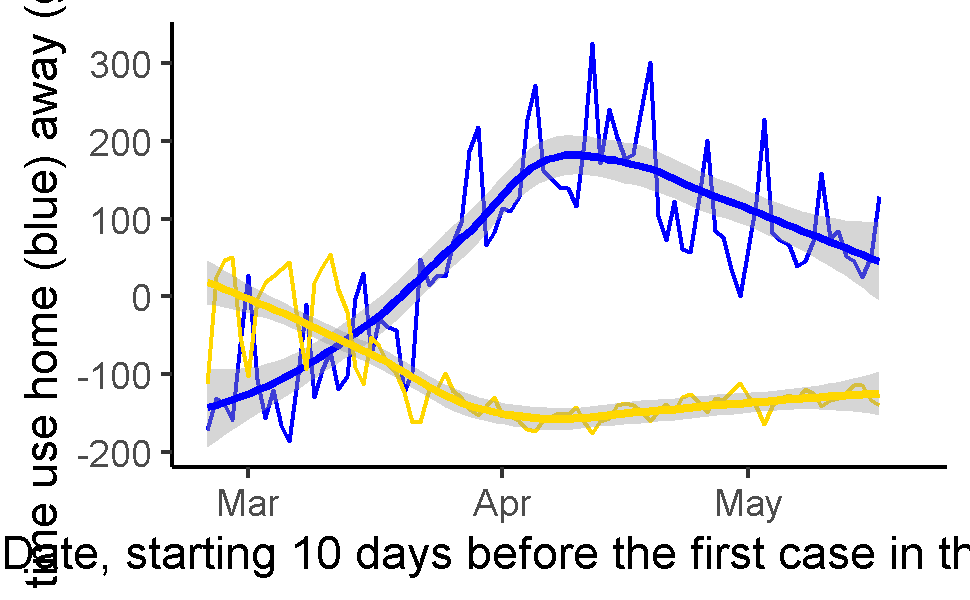 time use home (blue) away (
300
200
100
0
-100
-200
Mar Apr May
Date, starting 10 days before the first case in th